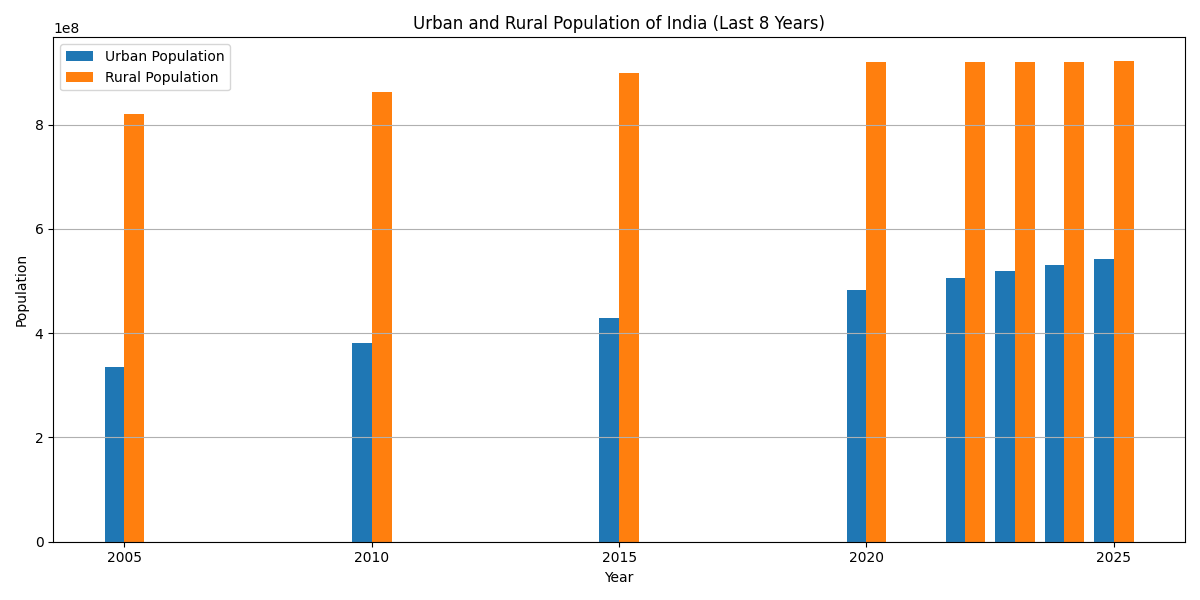 Urban and Rural Population of India (Last 8 Years)
1e8
Urban Population
Rural Population
8
6
4
2
0
Population
2005 2010 2015 2020 2025
Year